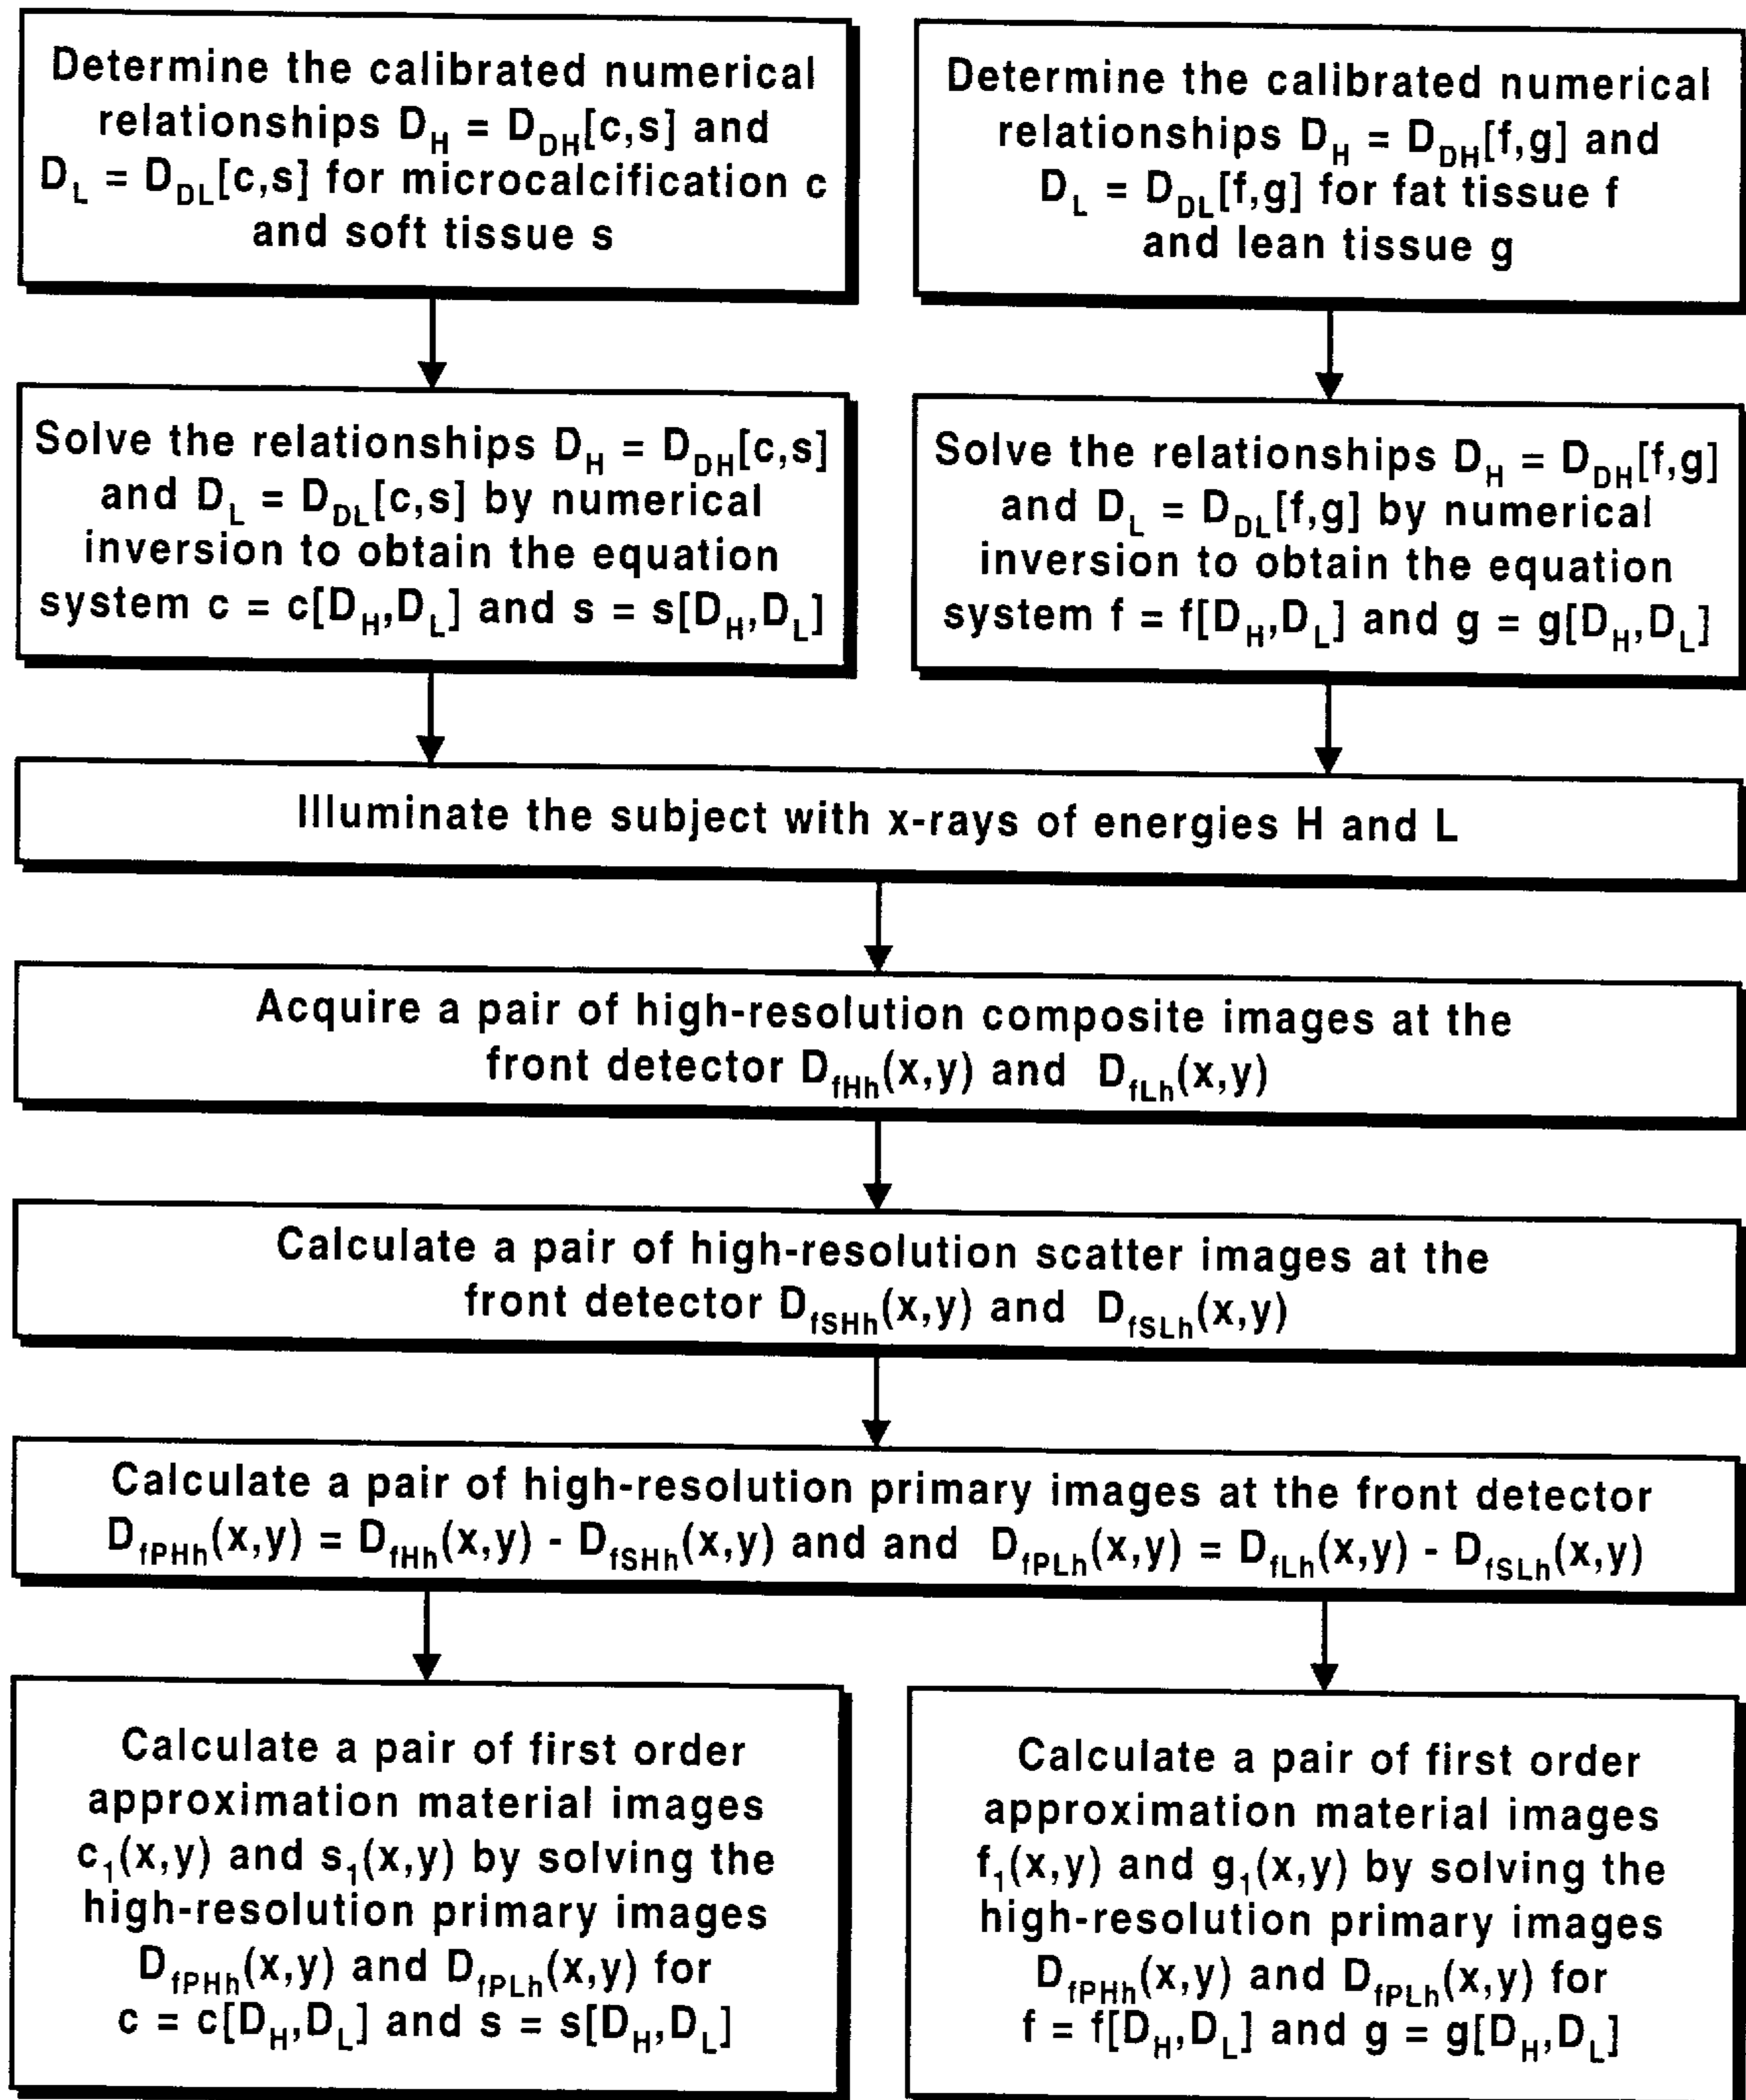 Determine the calibrated numerical
relationships D_H = D_DH[c,s] and
D_L = D_DL[c,s] for microcalcification c
and soft tissue s
Determine the calibrated numerical
relationships D_H = D_DH[f,g] and
D_L = D_DL[f,g] for fat tissue f
and lean tissue g
Solve the relationships D_H = D_DH[c,s]
and D_L = D_DL[c,s] by numerical
inversion to obtain the equation
system c = c[D_H,D_L] and s = s[D_H,D_L]
Solve the relationships D_H = D_DH[f,g]
and D_L = D_DL[f,g] by numerical
inversion to obtain the equation
system f = f[D_H,D_L] and g = g[D_H,D_L]
Illuminate the subject with x-rays of energies H and L
Acquire a pair of high-resolution composite images at the
front detector D_fHh(x,y) and D_fLh(x,y)
Calculate a pair of high-resolution scatter images at the
front detector D_fSHh(x,y) and D_fSLh(x,y)
Calculate a pair of high-resolution primary images at the front detector
D_fPHh(x,y) = D_fHh(x,y) - D_fSHh(x,y) and and D_fPLh(x,y) = D_fLh(x,y) - D_fSLh(x,y)
Calculate a pair of first order
approximation material images
c_1(x,y) and s_1(x,y) by solving the
high-resolution primary images
D_fPHh(x,y) and D_fPLh(x,y) for
c = c[D_H,D_L] and s = s[D_H,D_L]
Calculate a pair of first order
approximation material images
f_1(x,y) and g_1(x,y) by solving the
high-resolution primary images
D_fPHh(x,y) and D_fPLh(x,y) for
f = f[D_H,D_L] and g = g[D_H,D_L]